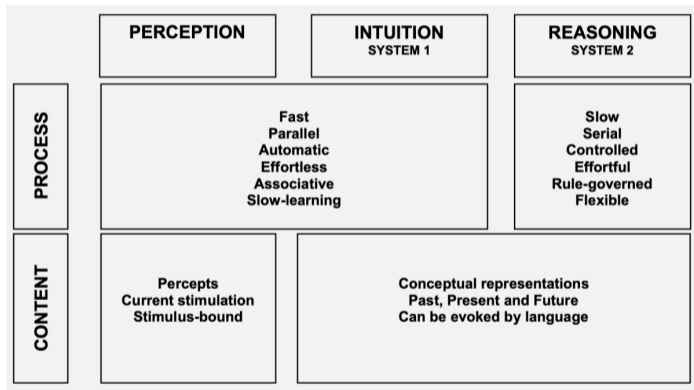 PERCEPTION
INTUITION
SYSTEM 1
REASONING
SYSTEM 2
PROCESS
Fast
Parallel
Automatic
Effortless
Associative
Slow-learning
Slow
Serial
Controlled
Effortful
Rule-governed
Flexible
CONTENT
Percepts
Current stimulation
Stimulus-bound
Conceptual representations
Past, Present and Future
Can be evoked by language